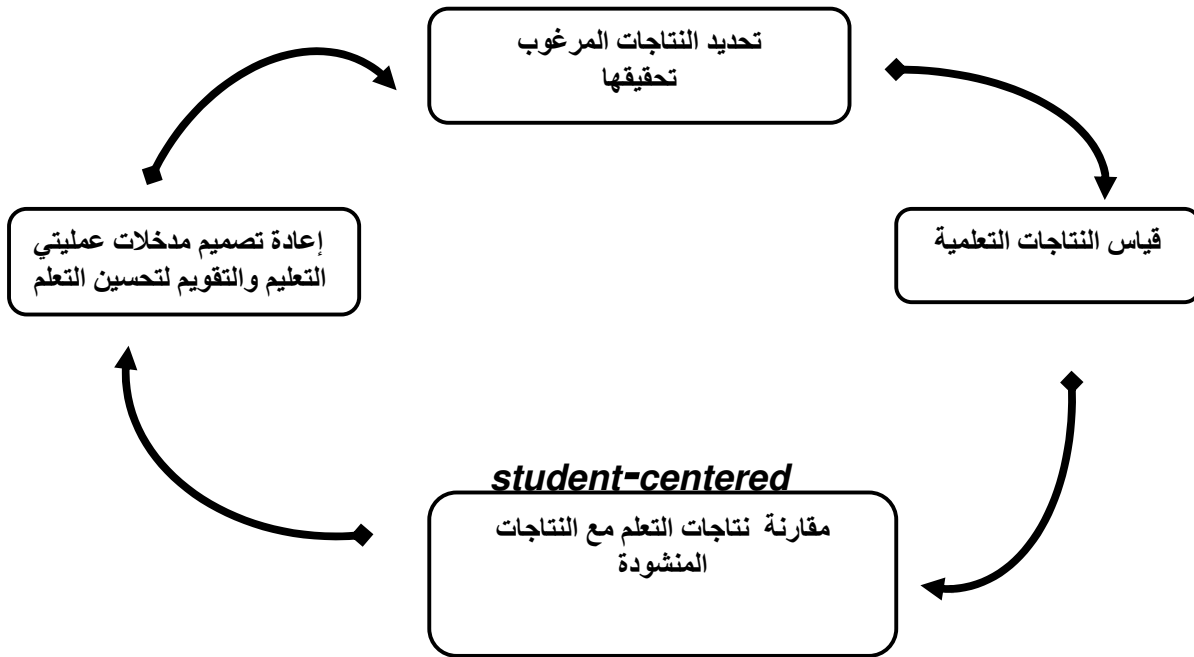 تحديد النتاجات المرغوب
تحقيقها
إعادة تصميم مدخلات عمليتي
التعليم والتقويم لتحسين التعلم
قياس النتاجات التعلمية
student-centered
مقارنة نتاجات التعلم مع النتاجات
المنشودة